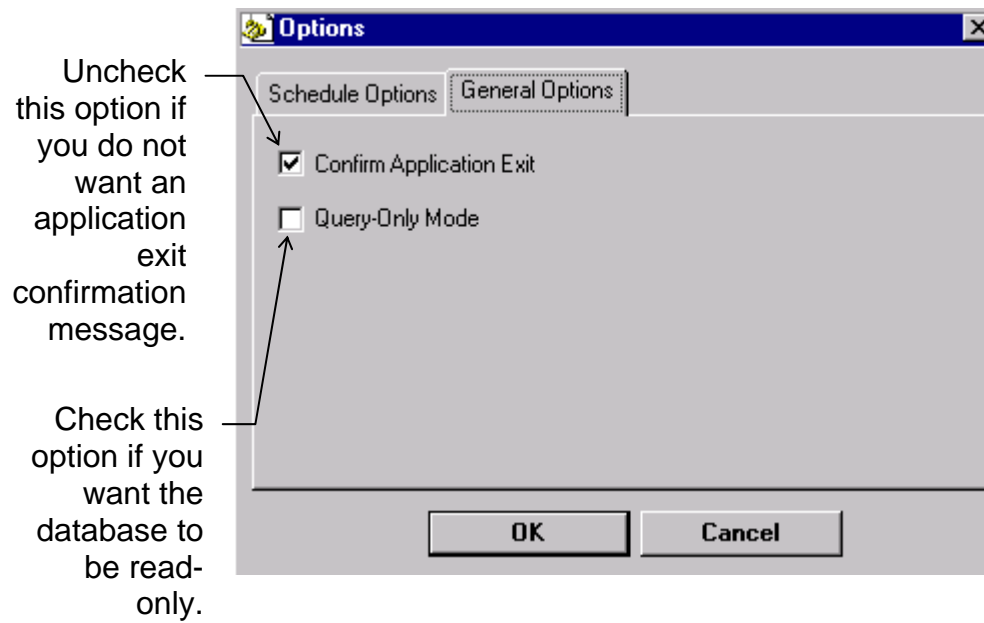 Options
Uncheck
this option if
you do not
want an
application
exit
confirmation
message.
Schedule Options
General Options
Confirm Application Exit
Query-Only Mode
Check this
option if you
want the
database to
be read-
only.
OK
Cancel